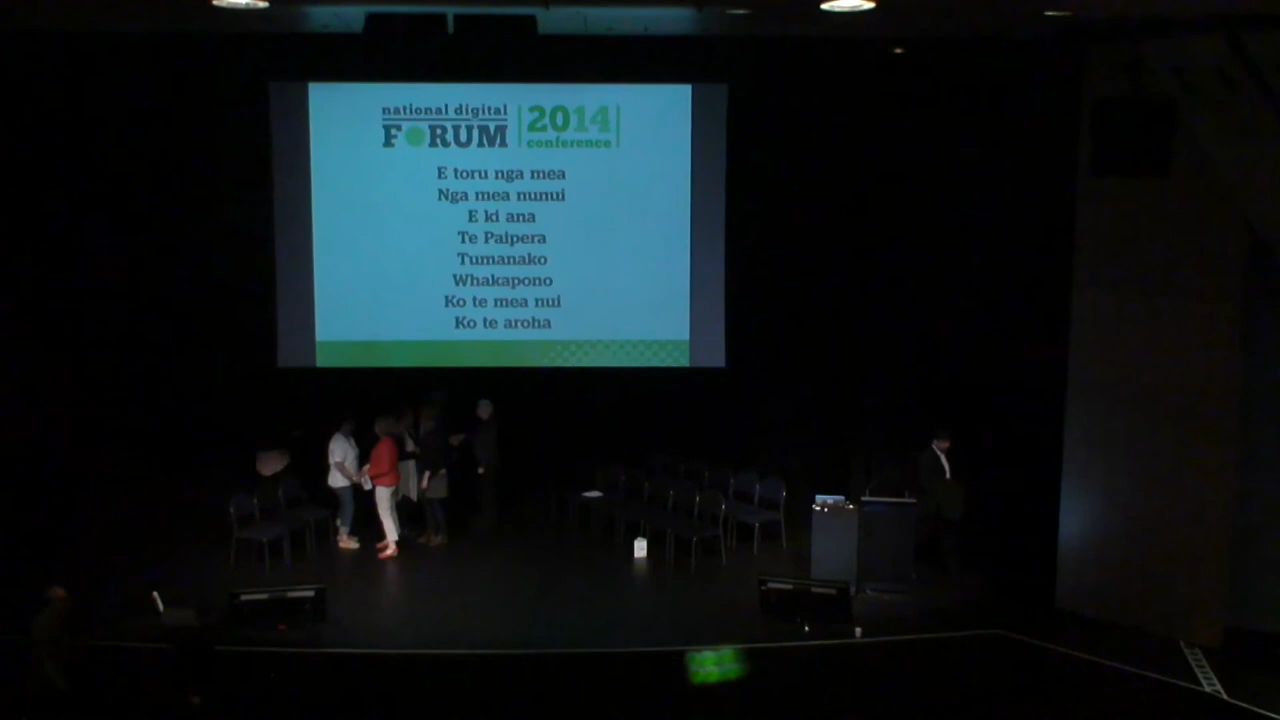 national digital
FORUM
2014
conference
E toru nga mea
Nga mea nunui
E ki ana
Te Paipera
Tumanako
Whakapono
Ko te mea nui
Ko te aroha